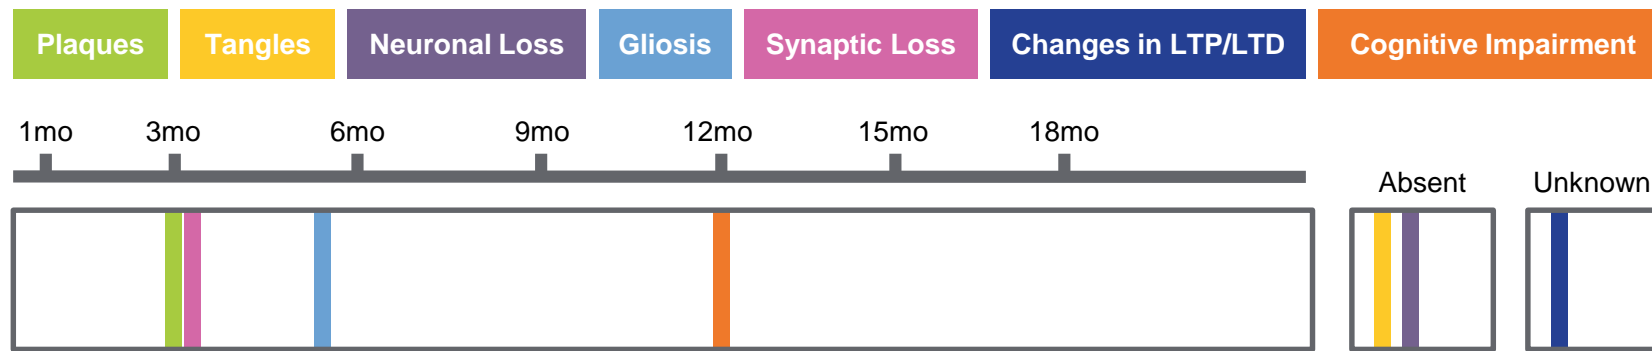 Plaques Tangles Neuronal Loss Gliosis Synaptic Loss Changes in LTP/LTD Cognitive Impairment
1mo 3mo 6mo 9mo 12mo 15mo 18mo
Absent Unknown